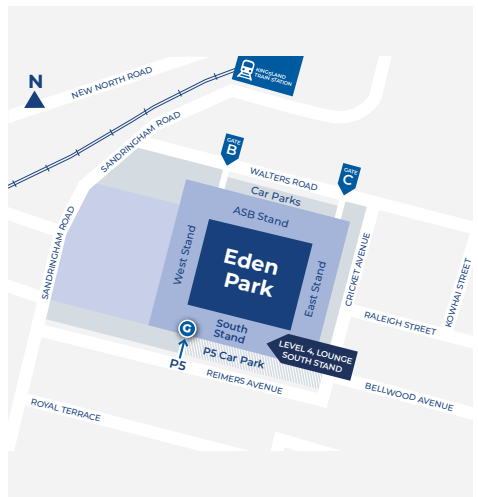 KINGSLAND
TRAIN STATION
N
NEW NORTH ROAD
SANDRINGHAM ROAD
GATE
B
WALTERS ROAD
GATE
C
Car Parks
ASB Stand
SANDRINGHAM ROAD
West Stand
Eden
Park
East Stand
CRICKET AVENUE
KOWHAI STREET
RALEIGH STREET
G
South
Stand
LEVEL 4, LOUNGE
SOUTH STAND
P5
P5 Car Park
REIMERS AVENUE
BELLWOOD AVENUE
ROYAL TERRACE